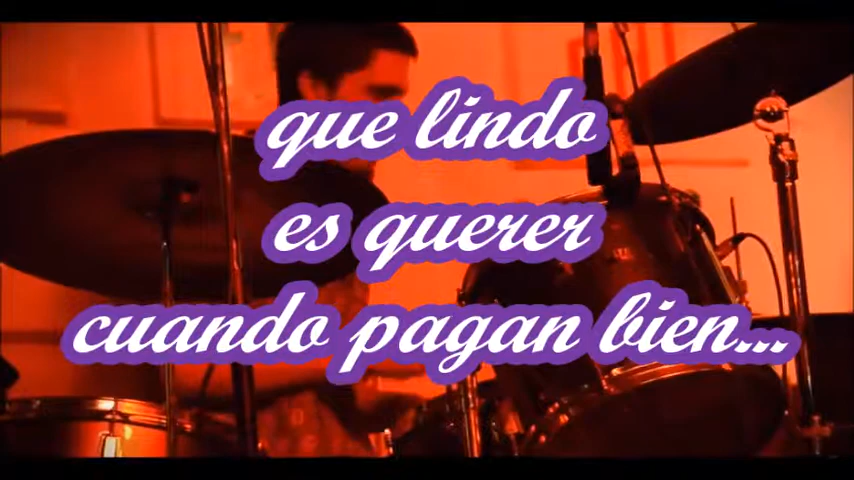 que lindo
es querer
cuando pagan bien...